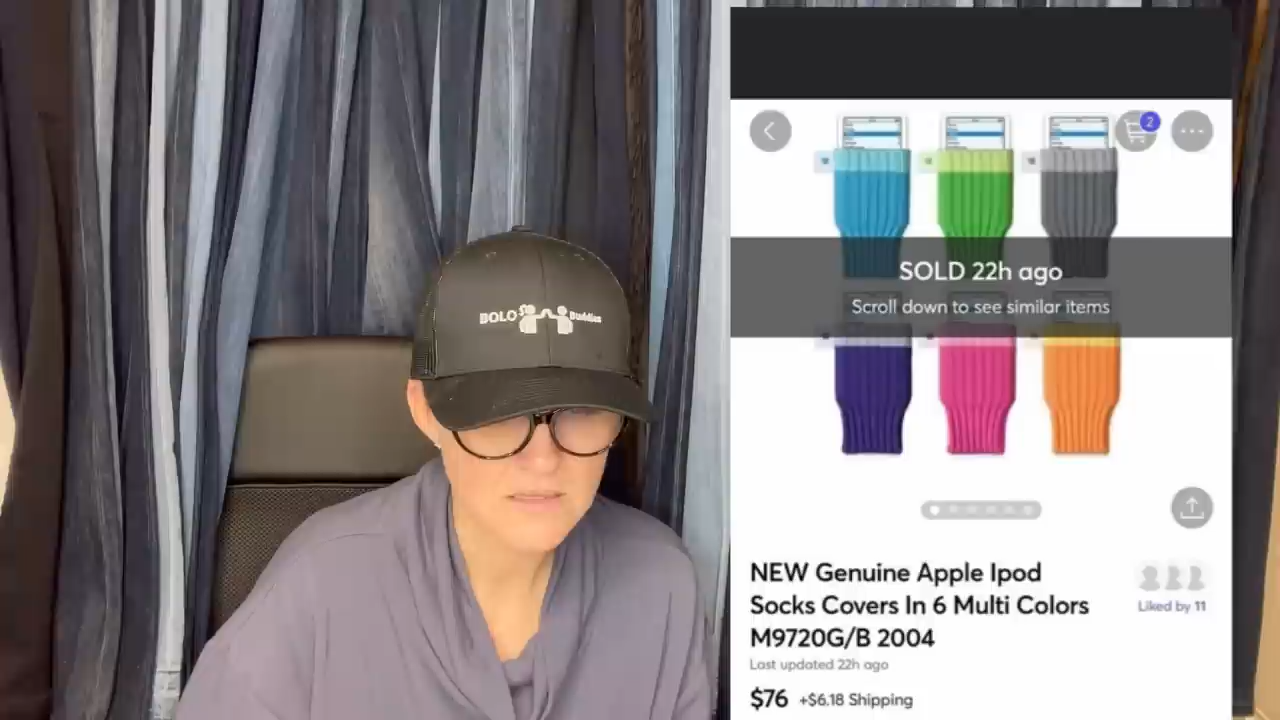 BOLO Buddies
2
SOLD 22h ago
Scroll down to see similar items
NEW Genuine Apple Ipod
Socks Covers In 6 Multi Colors
M9720G/B 2004
Liked by 11
Last updated 22h ago
$76 +$6.18 Shipping